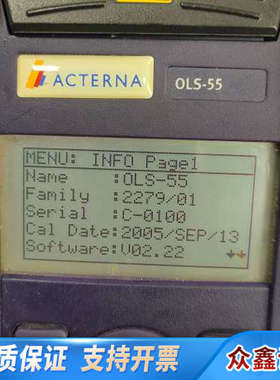 ACTERNA OLS-55
MENU: INFO Page1
Name :OLS-55
Family :2279/01
Serial :C-0100
Cal Date:2005/SEP/13
Software:V02.22
质保证 支持开票 众鑫